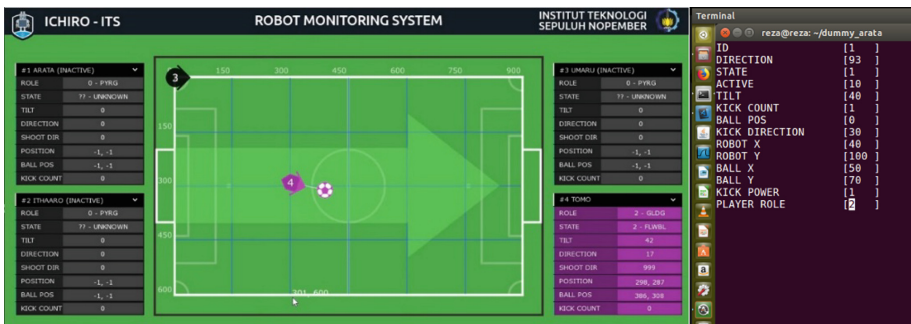 ICHIRO - ITS
ROBOT MONITORING SYSTEM
INSTITUT TEKNOLOGI
SEPULUH NOPEMBER
#1 ARATA (INACTIVE)
ROLE 0 - PYRG
STATE ?? - UNKNOWN
TILT 0
DIRECTION 0
SHOOT DIR 0
POSITION -1, -1
BALL POS -1, -1
KICK COUNT 0
#2 ITHAARO (INACTIVE)
ROLE 0 - PYRG
STATE ?? - UNKNOWN
TILT 0
DIRECTION 0
SHOOT DIR 0
POSITION -1, -1
BALL POS -1, -1
KICK COUNT 0
3
150 300 450 600 750 900
150
300
450
600
4
301, 600
#3 UMARU (INACTIVE)
ROLE 0 - PYRG
STATE ?? - UNKNOWN
TILT 0
DIRECTION 0
SHOOT DIR 0
POSITION -1, -1
BALL POS -1, -1
KICK COUNT 0
#4 TOMO
ROLE 2 - GLDG
STATE 2 - FLWBL
TILT 42
DIRECTION 17
SHOOT DIR 999
POSITION 298, 287
BALL POS 386, 308
KICK COUNT 0
Terminal
reza@reza: ~/dummy_arata
ID [1 ]
DIRECTION [93 ]
STATE [1 ]
ACTIVE [10 ]
TILT [40 ]
KICK COUNT [1 ]
BALL POS [0 ]
KICK DIRECTION [30 ]
ROBOT X [40 ]
ROBOT Y [100 ]
BALL X [50 ]
BALL Y [70 ]
KICK POWER [1 ]
PLAYER ROLE [2 ]